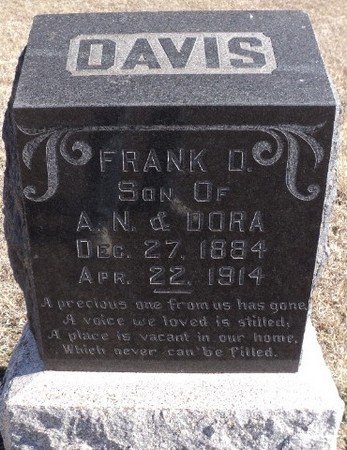 DAVIS
FRANK D.
SON OF
A. N. & DORA
DEC. 27, 1884
APR. 22, 1914
A precious one from us has gone,
A voice we loved is stilled;
A place is vacant in our home,
Which never can be filled.